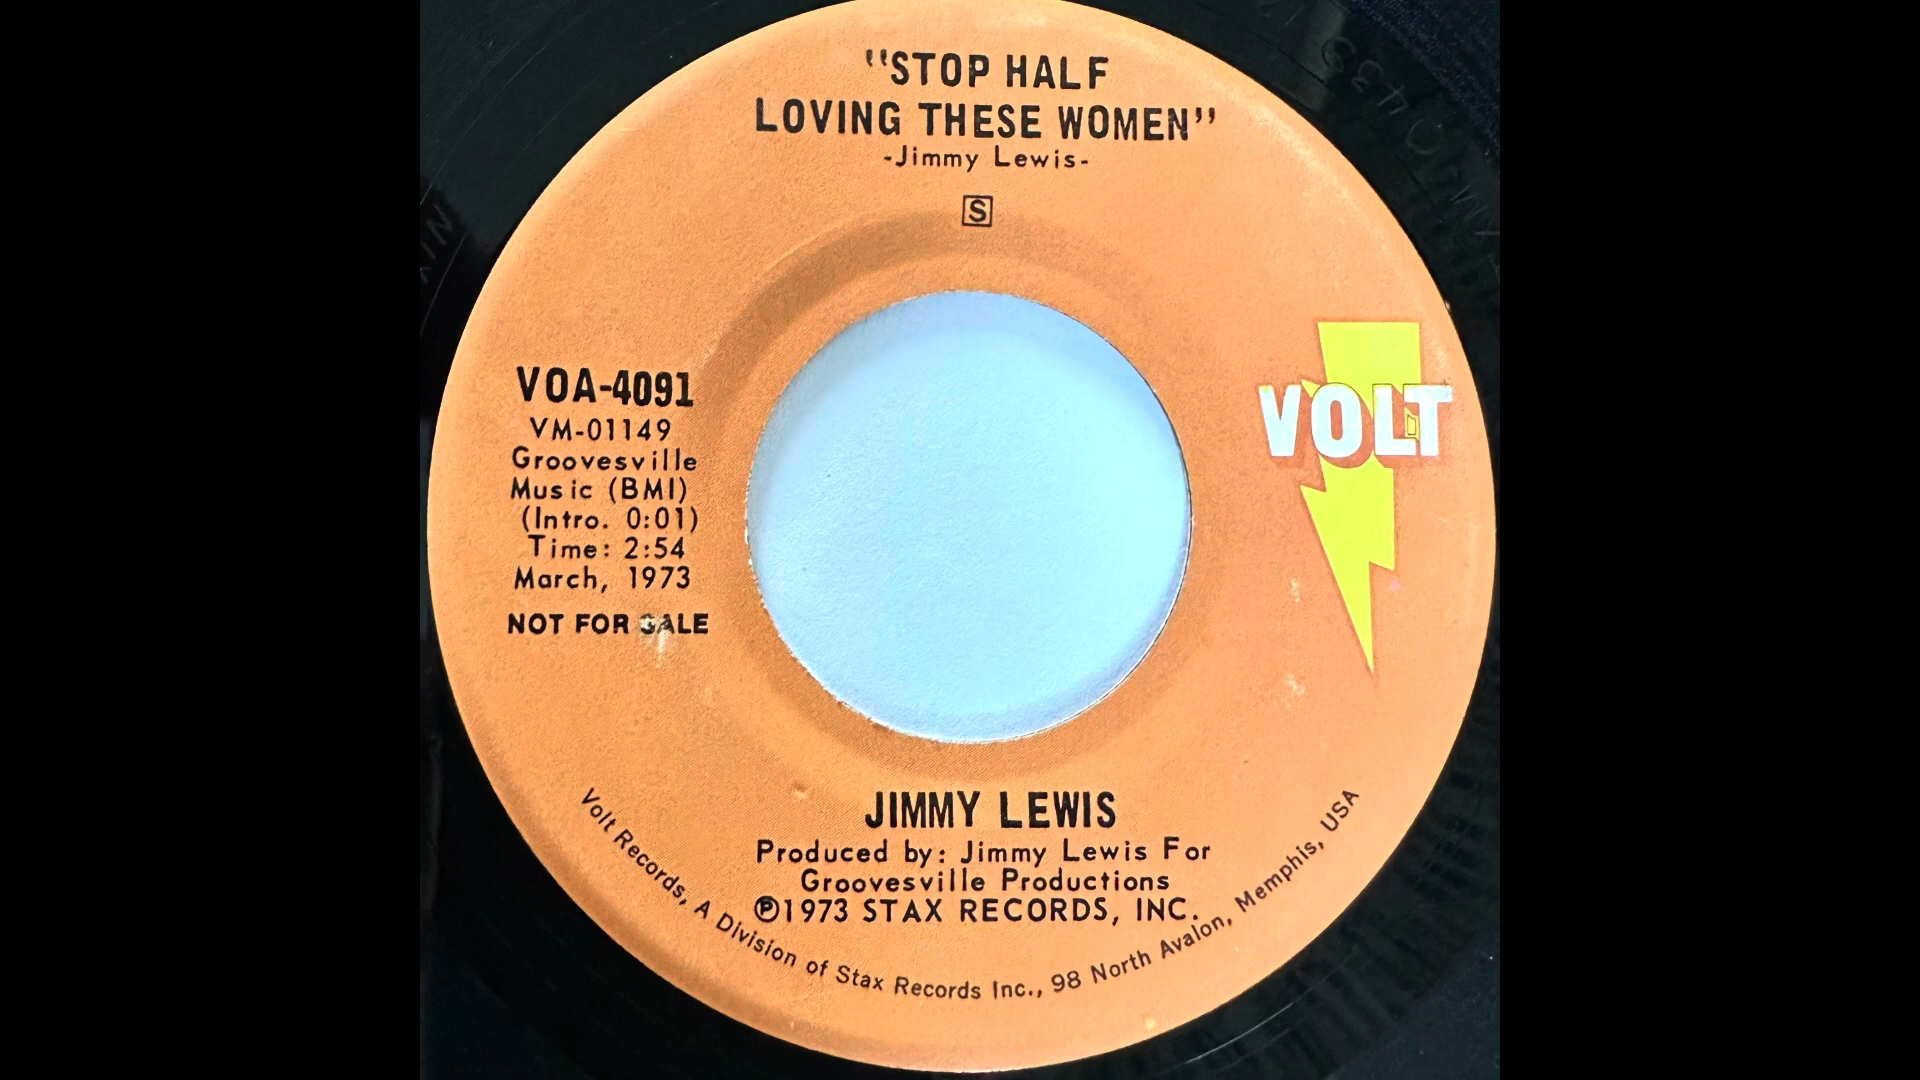 "STOP HALF
LOVING THESE WOMEN"
-Jimmy Lewis-
S
VOA-4091
VM-01149
Groovesville
Music (BMI)
(Intro. 0:01)
Time: 2:54
March, 1973
NOT FOR SALE
VOLT
JIMMY LEWIS
Produced by: Jimmy Lewis For
Groovesville Productions
℗1973 STAX RECORDS, INC.
Volt Records, A Division of Stax Records Inc., 98 North Avalon, Memphis, USA